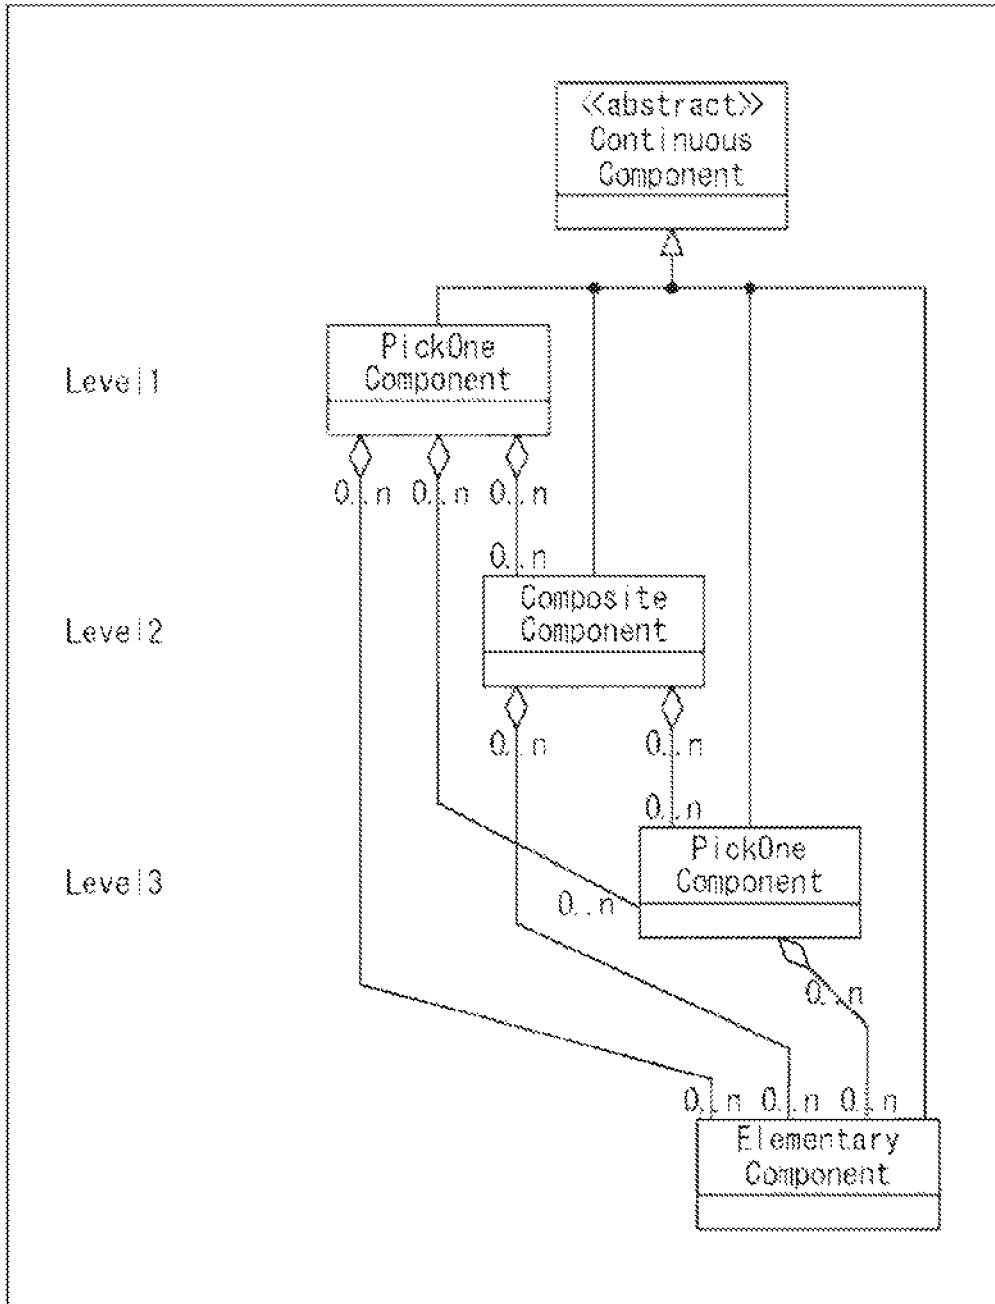 <<abstract>>
Continuous
Component
PickOne
Component
Level1
0..n 0..n 0..n
0..n
Composite
Component
Level2
0..n 0..n
0..n
PickOne
Component
Level3
0..n
0..n
0..n 0..n 0..n
Elementary
Component